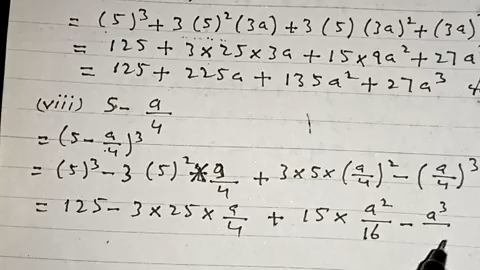 = (5)³ + 3 (5)² (3a) + 3 (5) (3a)² + (3a)
= 125 + 3×25×3a + 15×9a² + 27a
= 125 + 225a + 135a² + 27a³
(viii) 5 - a/4
= (5 - a/4)³
= (5)³ - 3 (5)² × a/4 + 3×5×(a/4)² - (a/4)³
= 125 - 3×25× a/4 + 15× a²/16 - a³/